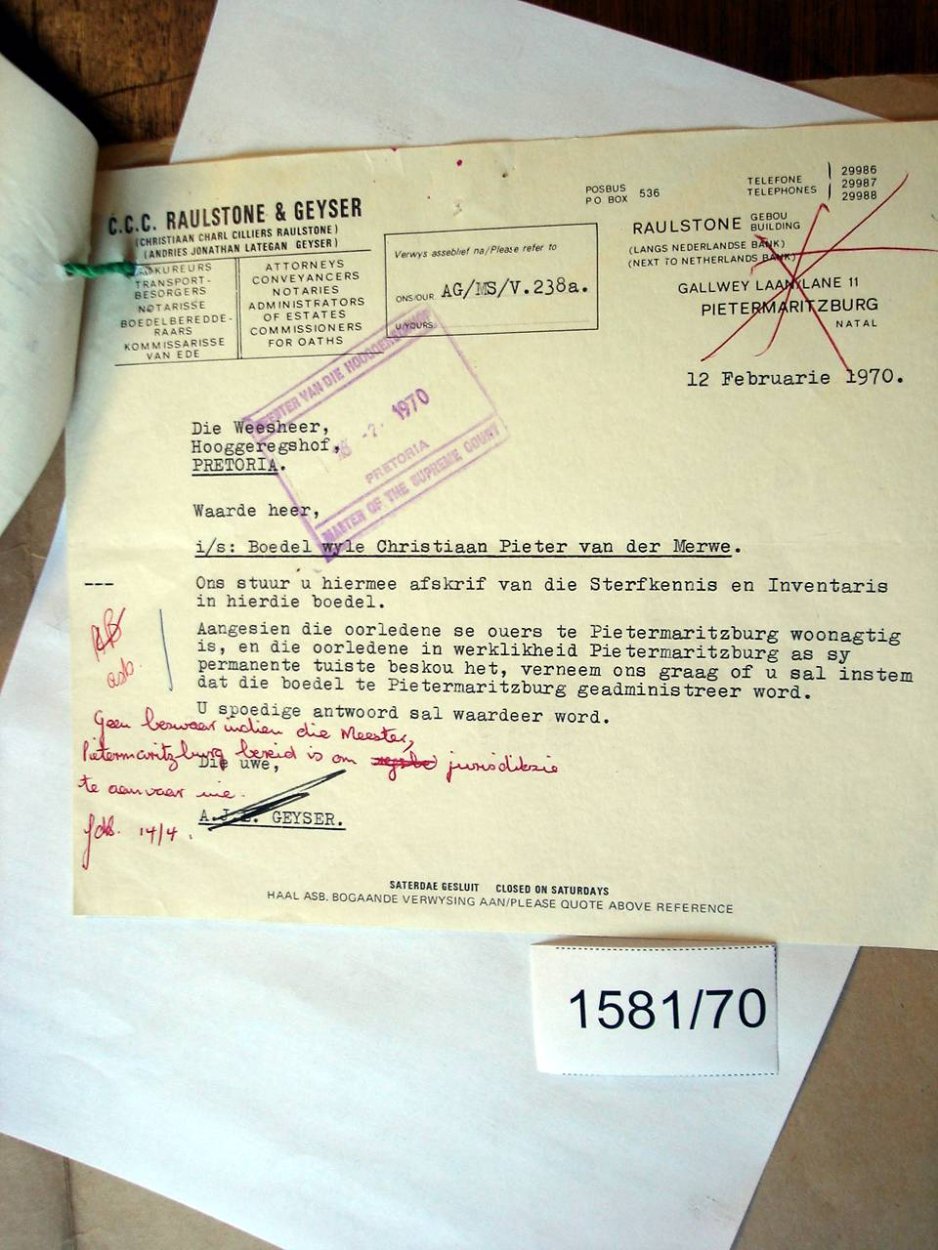 C.C.C. RAULSTONE & GEYSER
(CHRISTIAAN CHARL CILLIERS RAULSTONE)
(ANDRIES JONATHAN LATEGAN GEYSER)
KUREURS
TRANSPORT-
BESORGERS
NOTARISSE
BOEDELBEREDDE-
RAARS
KOMMISSARISSE
VAN EDE
ATTORNEYS
CONVEYANCERS
NOTARIES
ADMINISTRATORS
OF ESTATES
COMMISSIONERS
FOR OATHS
Verwys asseblief na/Please refer to
ONS/OUR AG/MS/V.238a.
U/YOURS
POSBUS 536
P O BOX
TELEFONE
TELEPHONES
29986
29987
29988
RAULSTONE GEBOU
BUILDING
(LANGS NEDERLANDSE BANK)
(NEXT TO NETHERLANDS BANK)
GALLWEY LAAN/LANE 11
PIETERMARITZBURG
NATAL
12 Februarie 1970.
MEESTER VAN DIE HOOGGEREGSHOF
1970
PRETORIA
MASTER OF THE SUPREME COURT
Die Weesheer,
Hooggeregshof,
PRETORIA.
Waarde heer,
i/s: Boedel wyle Christiaan Pieter van der Merwe.
--- Ons stuur u hiermee afskrif van die Sterfkennis en Inventaris
in hierdie boedel.
Aangesien die oorledene se ouers te Pietermaritzburg woonagtig
is, en die oorledene in werklikheid Pietermaritzburg as sy
permanente tuiste beskou het, verneem ons graag of u sal instem
dat die boedel te Pietermaritzburg geadministreer word.
asb.
U spoedige antwoord sal waardeer word.
Geen beswaar indien die Meester,
Pietermaritzburg bereid is om jurisdiksie
te aanvaar nie.
14/4.
Die uwe,
A.J.L. GEYSER.
SATERDAE GESLUIT CLOSED ON SATURDAYS
HAAL ASB. BOGAANDE VERWYSING AAN/PLEASE QUOTE ABOVE REFERENCE
1581/70